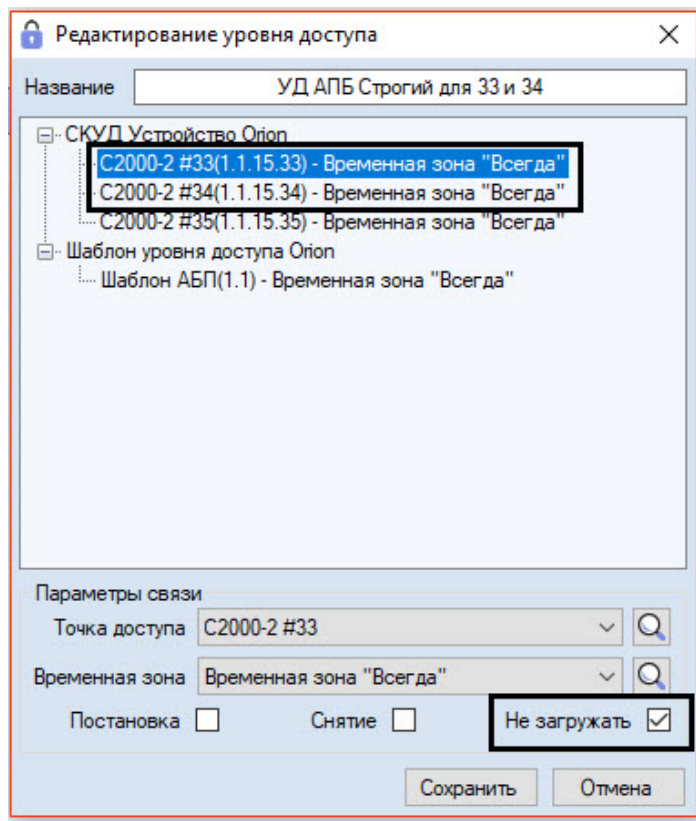 Редактирование уровня доступа
Название УД АПБ Строгий для 33 и 34
СКУД Устройство Orion
С2000-2 #33(1.1.15.33) - Временная зона "Всегда"
С2000-2 #34(1.1.15.34) - Временная зона "Всегда"
С2000-2 #35(1.1.15.35) - Временная зона "Всегда"
Шаблон уровня доступа Orion
Шаблон АБП(1.1) - Временная зона "Всегда"
Параметры связи
Точка доступа С2000-2 #33
Временная зона Временная зона "Всегда"
Постановка Снятие Не загружать
Сохранить Отмена